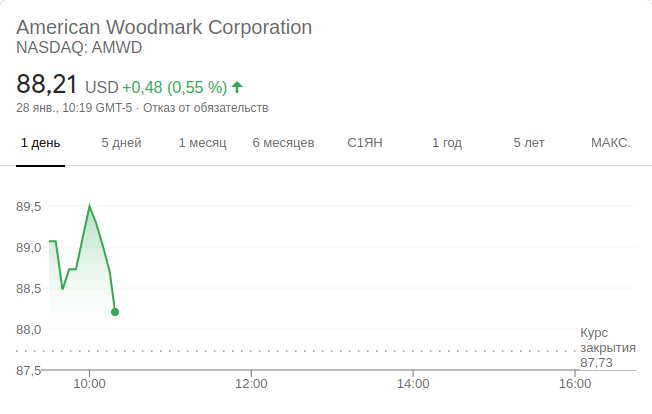 American Woodmark Corporation
NASDAQ: AMWD
88,21 USD +0,48 (0,55 %)
28 янв., 10:19 GMT-5 · Отказ от обязательств
1 день 5 дней 1 месяц 6 месяцев С1ЯН 1 год 5 лет МАКС.
89,5
89,0
88,5
88,0
87,5
Курс
закрытия
87,73
10:00 12:00 14:00 16:00